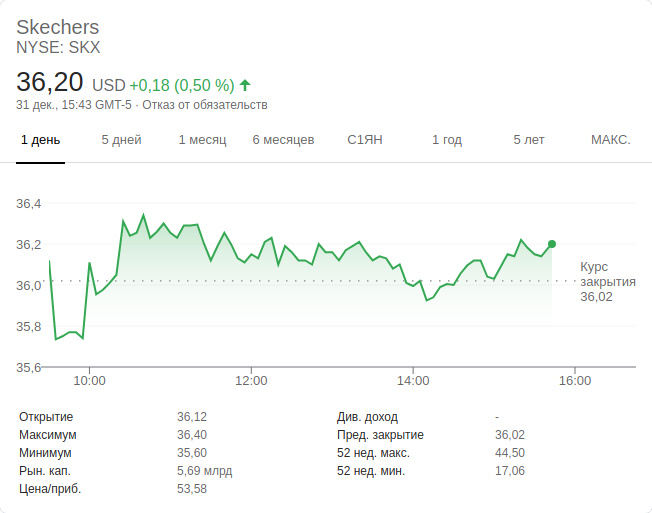 Skechers
NYSE: SKX
36,20 USD +0,18 (0,50 %)
31 дек., 15:43 GMT-5 · Отказ от обязательств
1 день 5 дней 1 месяц 6 месяцев С1ЯН 1 год 5 лет МАКС.
36,4
36,2
36,0
35,8
35,6
Курс
закрытия
36,02
10:00 12:00 14:00 16:00
Открытие 36,12 Див. доход -
Максимум 36,40 Пред. закрытие 36,02
Минимум 35,60 52 нед. макс. 44,50
Рын. кап. 5,69 млрд 52 нед. мин. 17,06
Цена/приб. 53,58